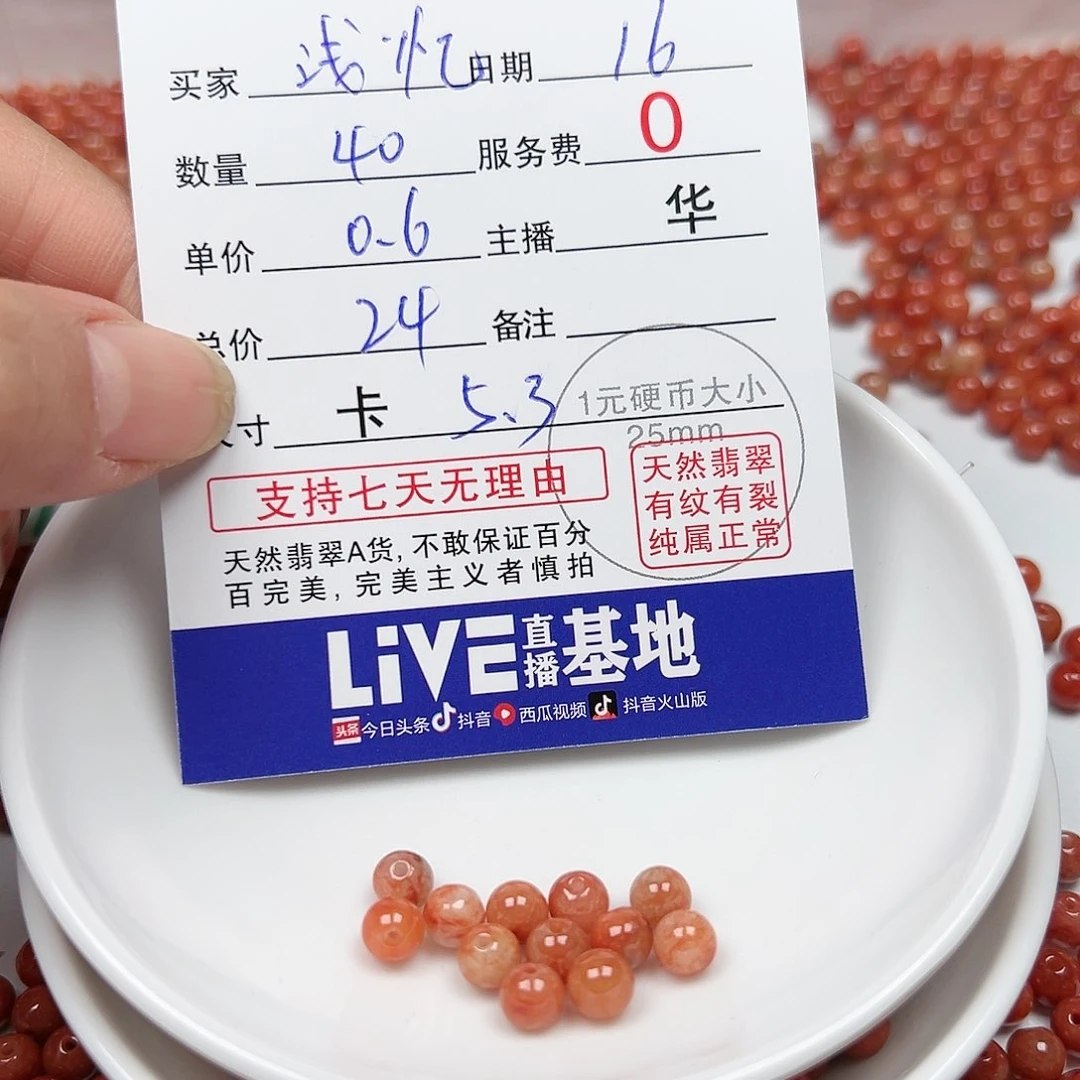 买家 浅忆 日期 16
数量 40 服务费 0
单价 0.6 主播 华
总价 24 备注
尺寸 卡 5.3 1元硬币大小
25mm
支持七天无理由
天然翡翠
有纹有裂
纯属正常
天然翡翠A货,不敢保证百分
百完美,完美主义者慎拍
LiVE直播基地
头条 今日头条 抖音 西瓜视频 抖音火山版